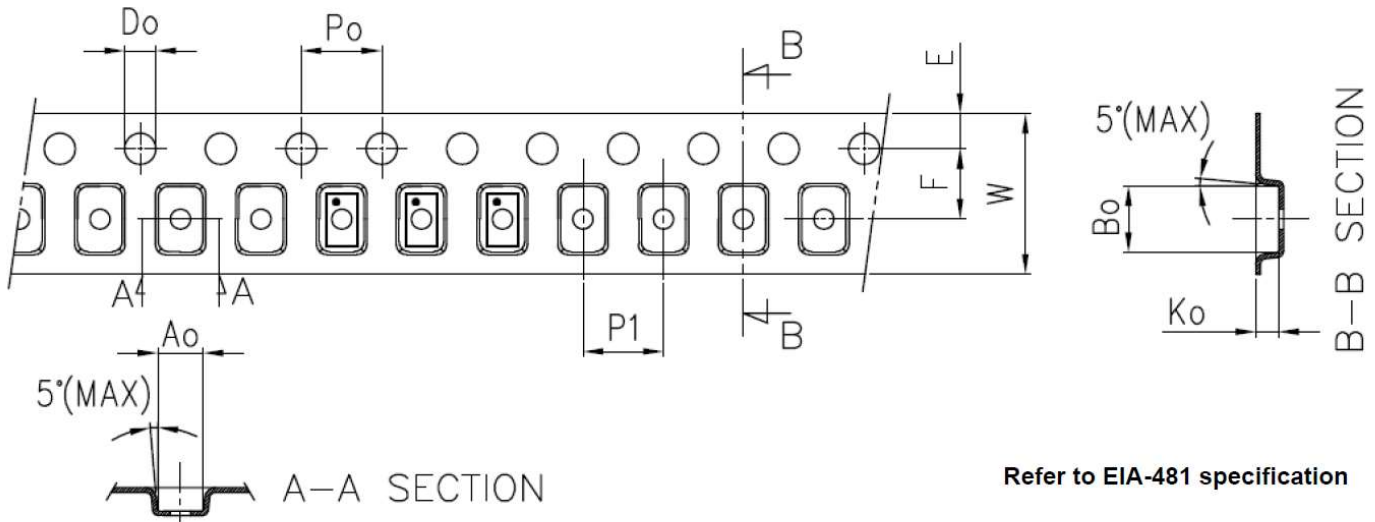 Do
Po
B
E
5°(MAX)
F
W
Bo
B-B SECTION
A
A
Ko
P1
B
Ao
5°(MAX)
A-A SECTION
Refer to EIA-481 specification